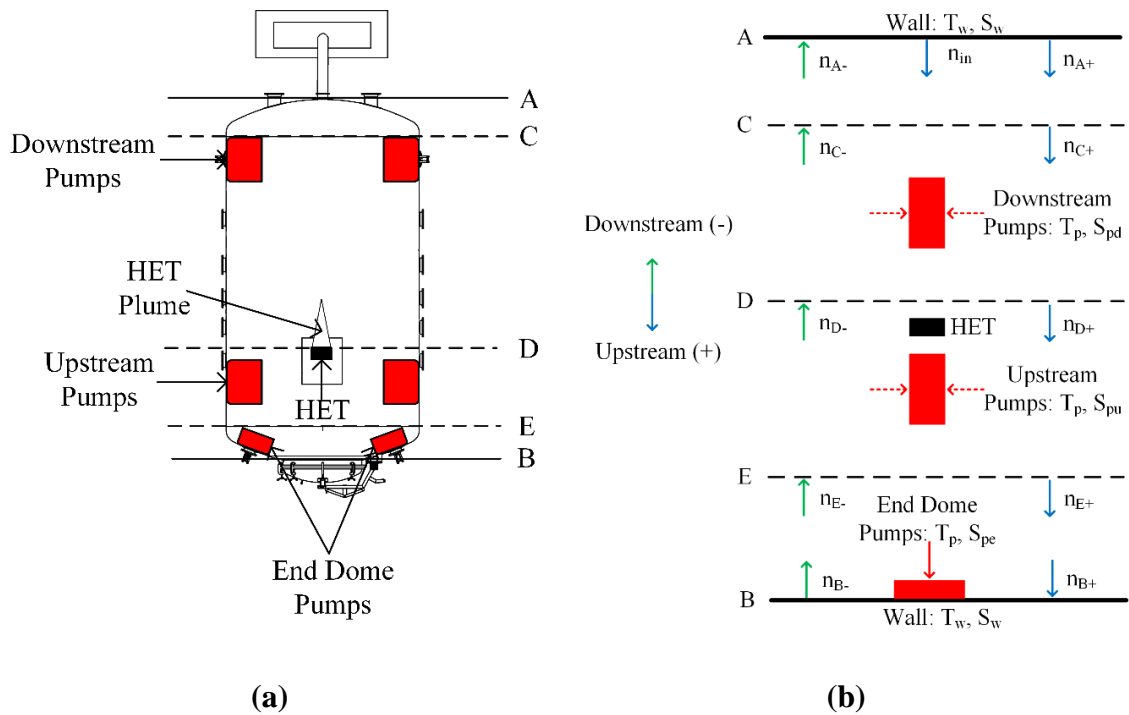 A
C
Downstream
Pumps
HET
Plume
D
Upstream
Pumps
HET
E
B
End Dome
Pumps
(a)
Wall: Tw, Sw
A
nA-
nin
nA+
C
nC-
nC+
Downstream
Pumps: Tp, Spd
Downstream (-)
Upstream (+)
D
nD-
HET
nD+
Upstream
Pumps: Tp, Spu
E
nE-
End Dome
Pumps: Tp, Spe
nE+
nB-
nB+
B
Wall: Tw, Sw
(b)